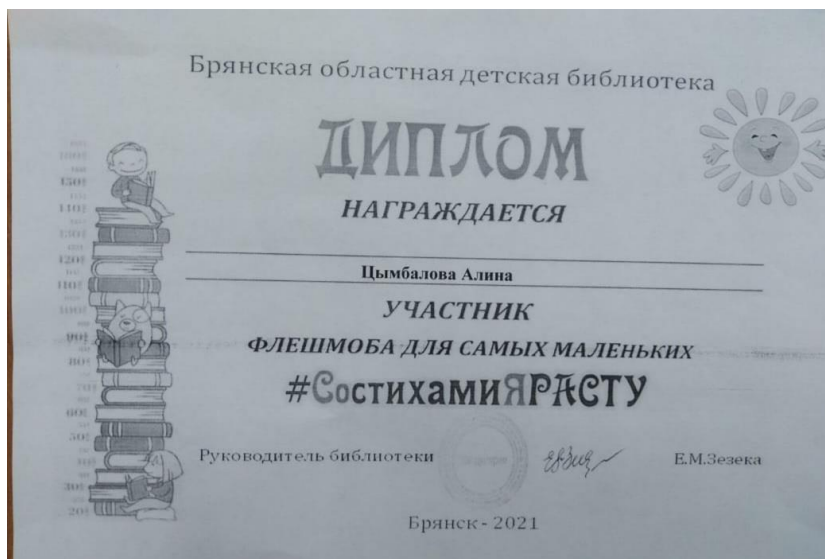 Брянская областная детская библиотека
ДИПЛОМ
НАГРАЖДАЕТСЯ
Цымбалова Алина
УЧАСТНИК
ФЛЕШМОБА ДЛЯ САМЫХ МАЛЕНЬКИХ
#СостихамиЯРАСТУ
Руководитель библиотеки Е.М.Зезека
Брянск - 2021